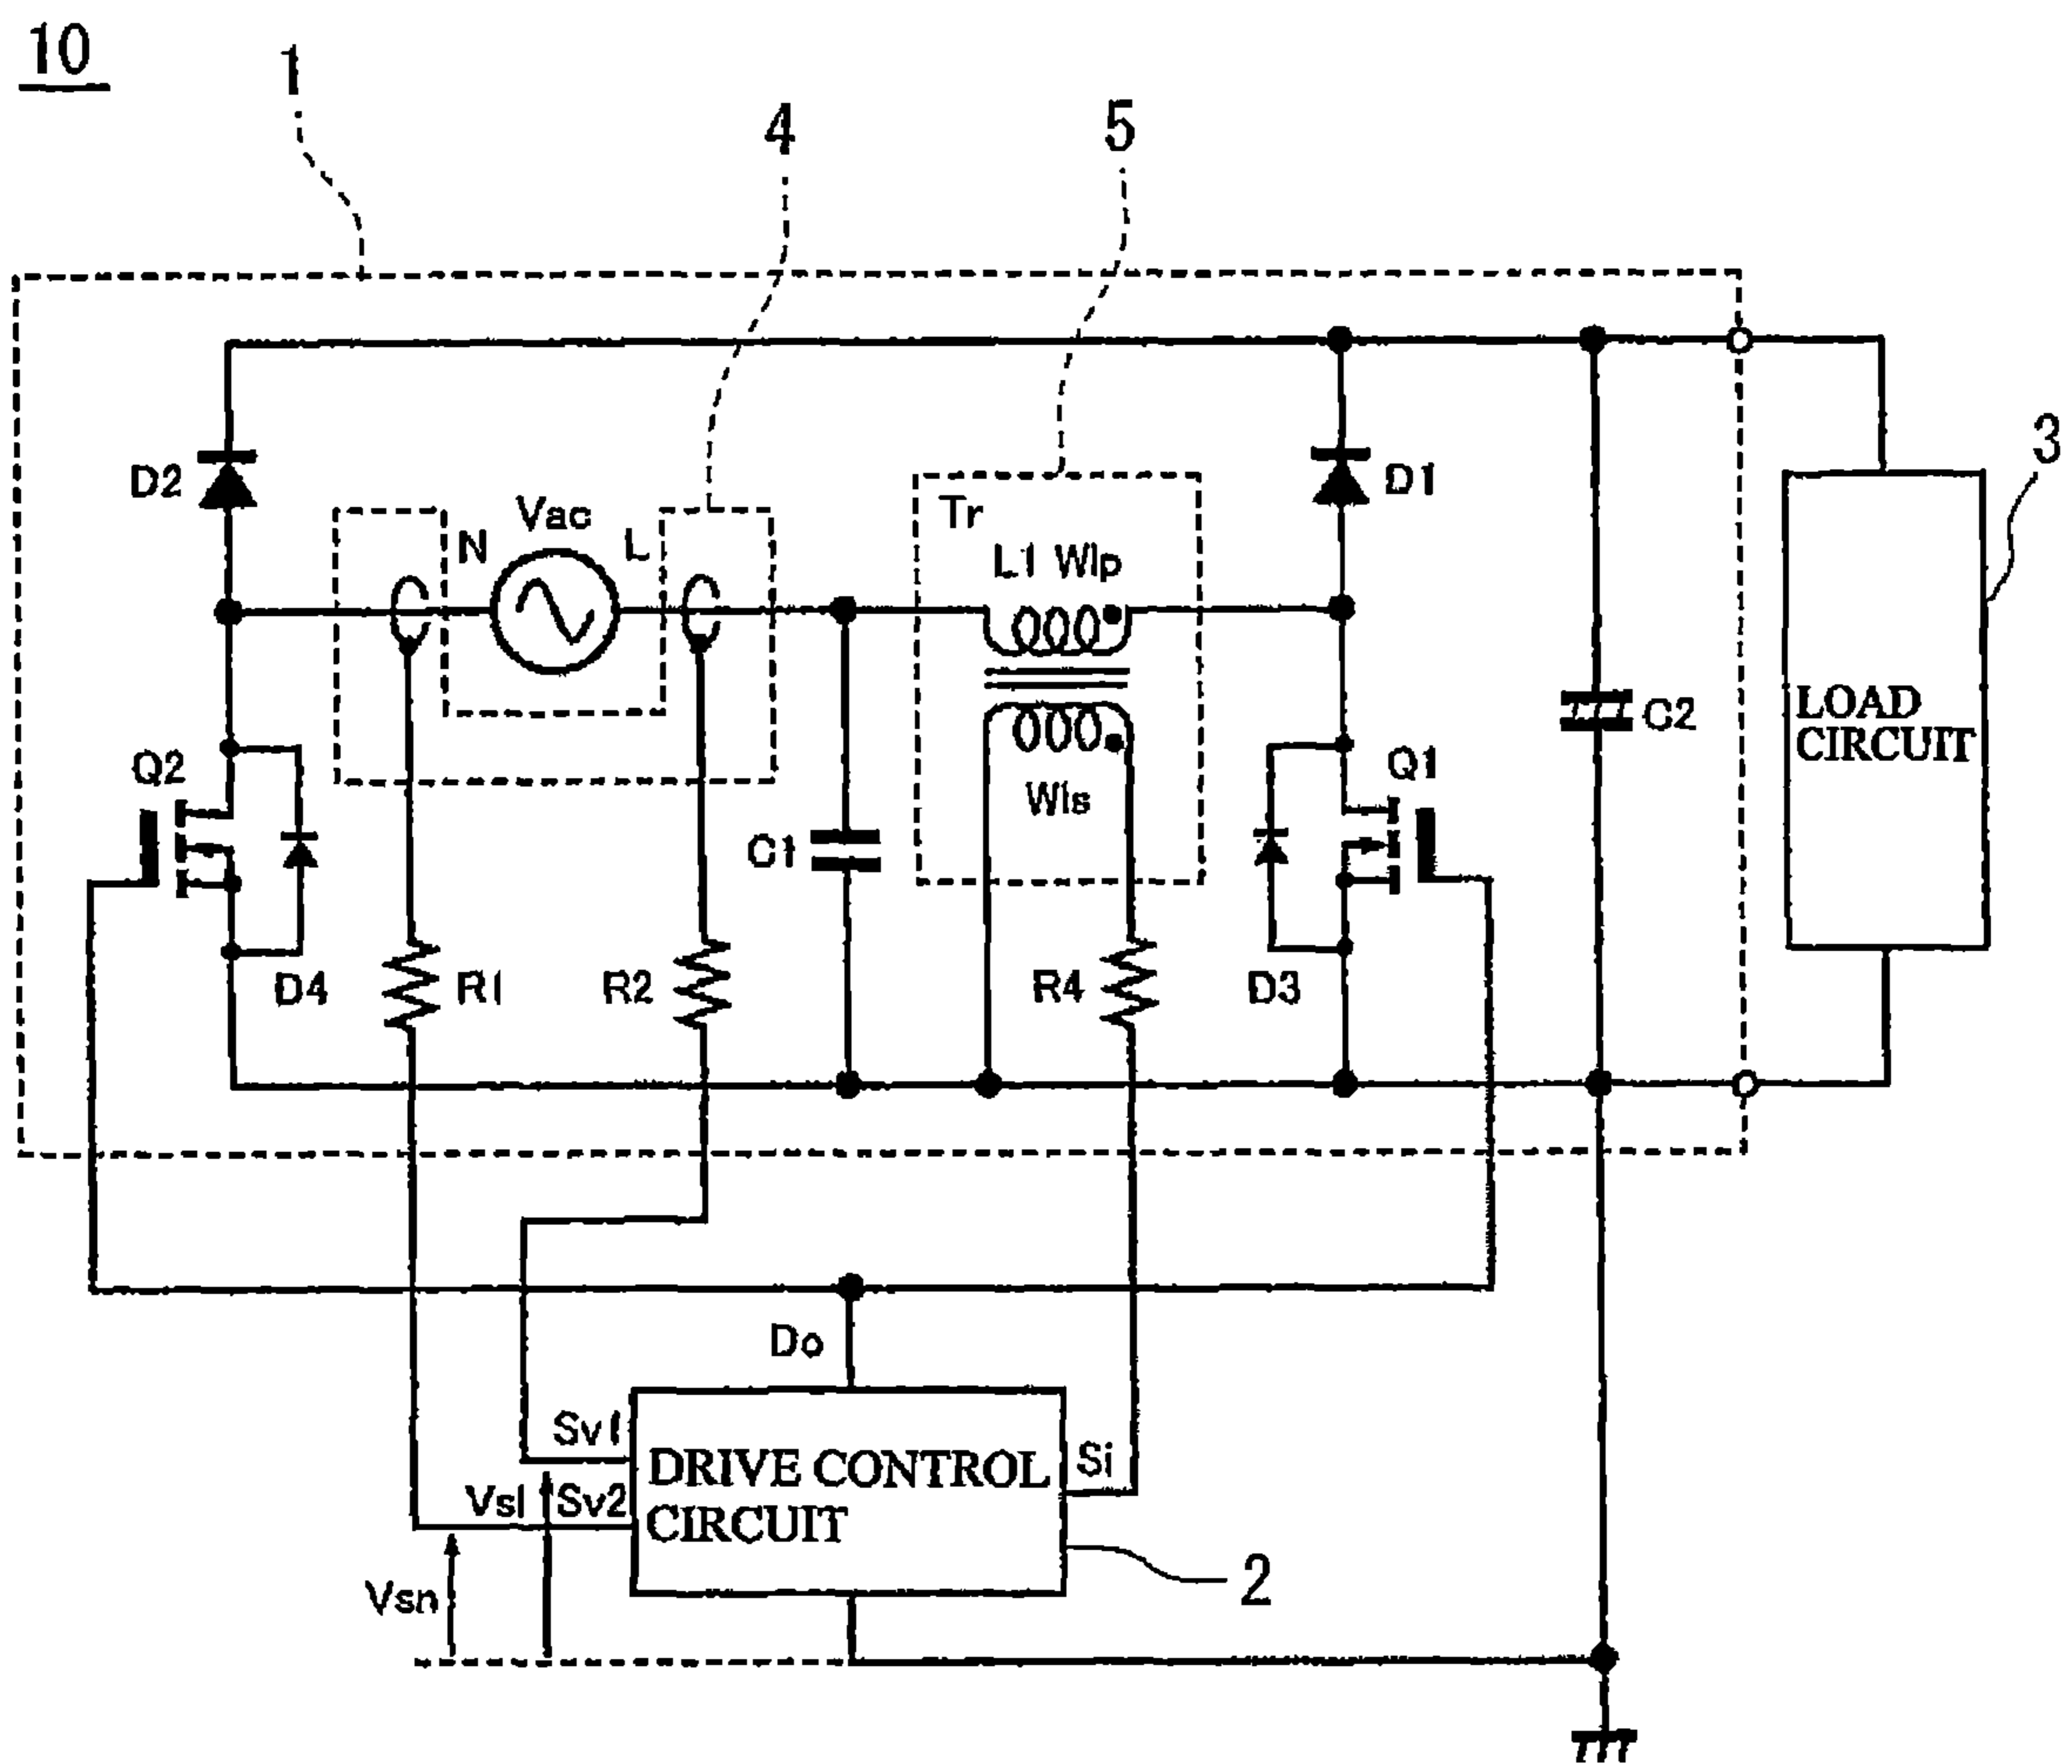 10
1
4
5
3
D2
N
Vac
L
Tr
L1 Wlp
D1
LOAD
CIRCUIT
C2
Q2
Wls
Q1
C1
D4
R1
R2
R4
D3
Do
Sv1
DRIVE CONTROL
CIRCUIT
Si
Vsl
Sv2
Vsn
2